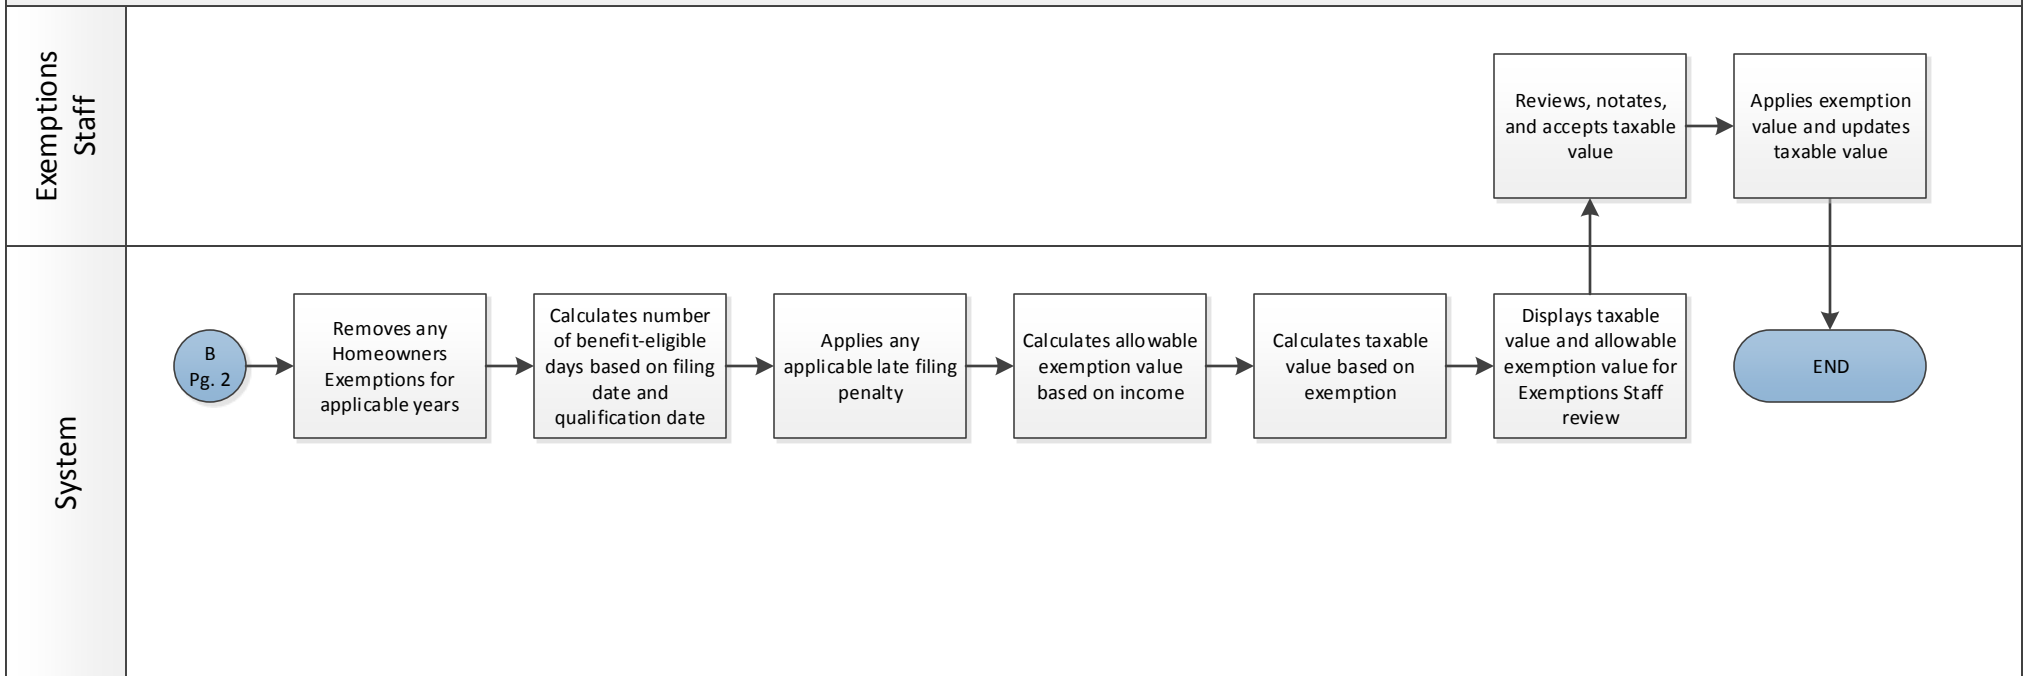 Exemptions
Staff
Reviews, notates,
and accepts taxable
value
Applies exemption
value and updates
taxable value
System
B
Pg. 2
Removes any
Homeowners
Exemptions for
applicable years
Calculates number
of benefit-eligible
days based on filing
date and
qualification date
Applies any
applicable late filing
penalty
Calculates allowable
exemption value
based on income
Calculates taxable
value based on
exemption
Displays taxable
value and allowable
exemption value for
Exemptions Staff
review
END